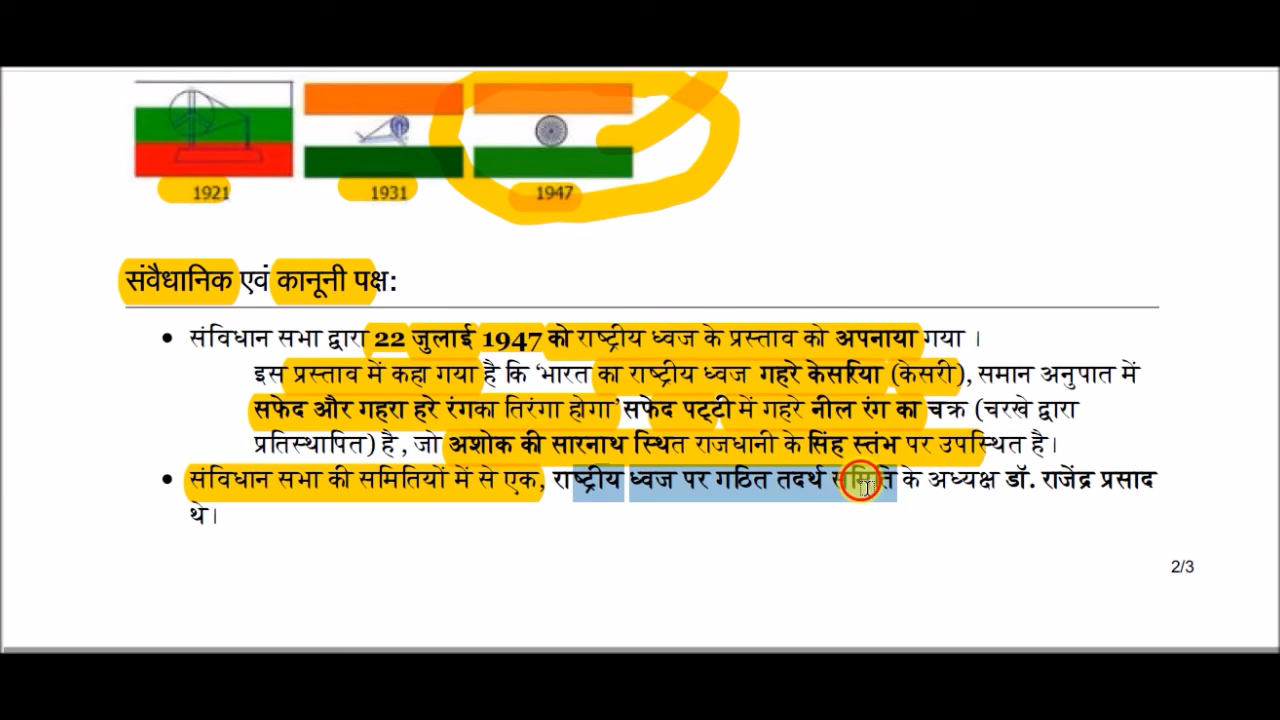 1921 1931 1947
संवैधानिक एवं कानूनी पक्ष:
• संविधान सभा द्वारा 22 जुलाई 1947 को राष्ट्रीय ध्वज के प्रस्ताव को अपनाया गया ।
इस प्रस्ताव में कहा गया है कि ‘भारत का राष्ट्रीय ध्वज गहरे केसरिया (केसरी), समान अनुपात में
सफेद और गहरा हरे रंगका तिरंगा होगा’ सफेद पट्टी में गहरे नील रंग का चक्र (चरखे द्वारा
प्रतिस्थापित) है, जो अशोक की सारनाथ स्थित राजधानी के सिंह स्तंभ पर उपस्थित है।
• संविधान सभा की समितियों में से एक, राष्ट्रीय ध्वज पर गठित तदर्थ समिति के अध्यक्ष डॉ. राजेंद्र प्रसाद
थे।
2/3